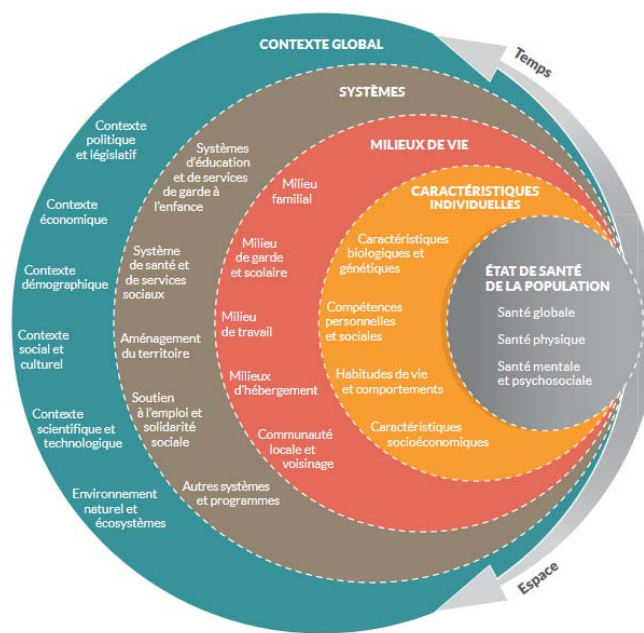 CONTEXTE GLOBAL
Contexte
politique
et législatif
Contexte
économique
Contexte
démographique
Contexte
social et
culturel
Contexte
scientifique et
technologique
Environnement
naturel et
écosystèmes
SYSTÈMES
Systèmes
d'éducation et
de services
de garde à
l'enfance
Système
de santé et
de services
sociaux
Aménagement
du territoire
Soutien
à l'emploi et
solidarité
sociale
Autres systèmes
et programmes
MILIEUX DE VIE
Milieu
familial
Milieu
de garde
et scolaire
Milieu
de travail
Milieux
d'hébergement
Communauté
locale et
voisinage
CARACTÉRISTIQUES
INDIVIDUELLES
Caractéristiques
biologiques et
génétiques
Compétences
personnelles
et sociales
Habitudes de vie
et comportements
Caractéristiques
socioéconomiques
ÉTAT DE SANTÉ
DE LA POPULATION
Santé globale
Santé physique
Santé mentale
et psychosociale
Temps
Espace